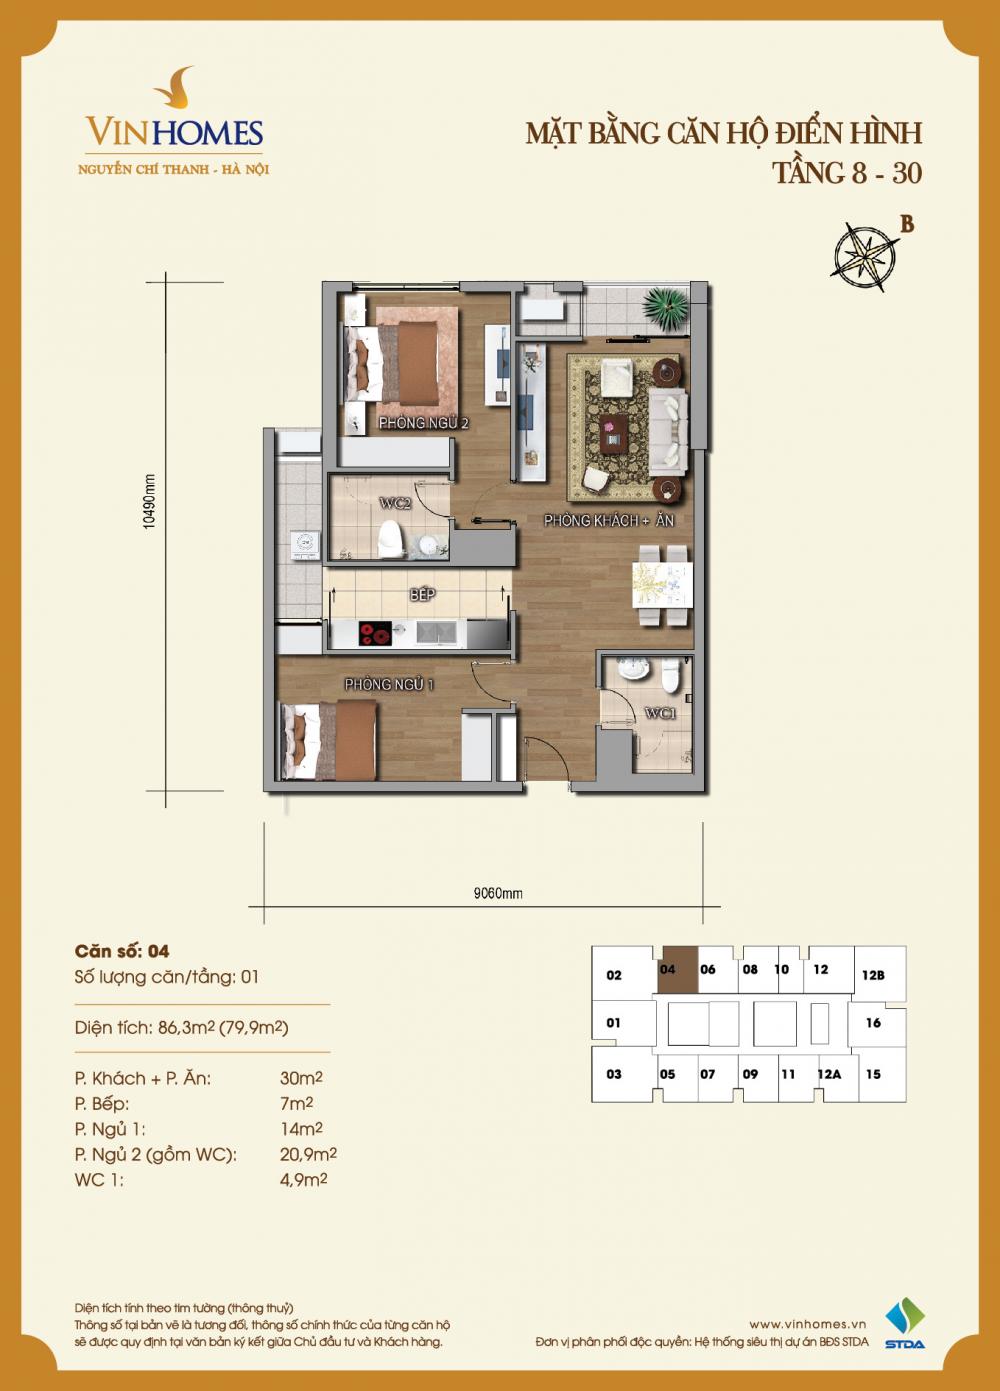 VINHOMES
NGUYỄN CHÍ THANH - HÀ NỘI
MẶT BẰNG CĂN HỘ ĐIỂN HÌNH
TẦNG 8 - 30
B
10490mm
PHÒNG NGỦ 2
WC2
PHÒNG KHÁCH + ĂN
BẾP
PHÒNG NGỦ 1
WC1
9060mm
Căn số: 04
Số lượng căn/tầng: 01
Diện tích: 86,3m² (79,9m²)
P. Khách + P. Ăn: 30m²
P. Bếp: 7m²
P. Ngủ 1: 14m²
P. Ngủ 2 (gồm WC): 20,9m²
WC 1: 4,9m²
02 04 06 08 10 12 12B
01 16
03 05 07 09 11 12A 15
Diện tích tính theo tim tường (thông thuỷ)
Thông số tại bản vẽ là tương đối, thông số chính thức của từng căn hộ
sẽ được quy định tại văn bản ký kết giữa Chủ đầu tư và Khách hàng.
www.vinhomes.vn
Đơn vị phân phối độc quyền: Hệ thống siêu thị dự án BĐS STDA
STDA